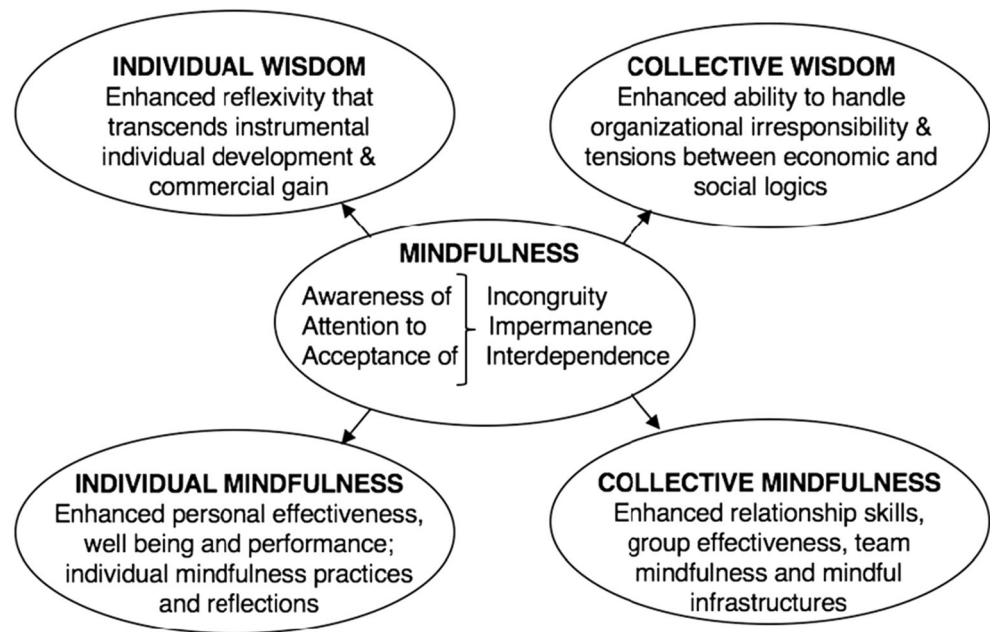 INDIVIDUAL WISDOM
Enhanced reflexivity that
transcends instrumental
individual development &
commercial gain
COLLECTIVE WISDOM
Enhanced ability to handle
organizational irresponsibility &
tensions between economic and
social logics
MINDFULNESS
Awareness of Incongruity
Attention to Impermanence
Acceptance of Interdependence
INDIVIDUAL MINDFULNESS
Enhanced personal effectiveness,
well being and performance;
individual mindfulness practices
and reflections
COLLECTIVE MINDFULNESS
Enhanced relationship skills,
group effectiveness, team
mindfulness and mindful
infrastructures